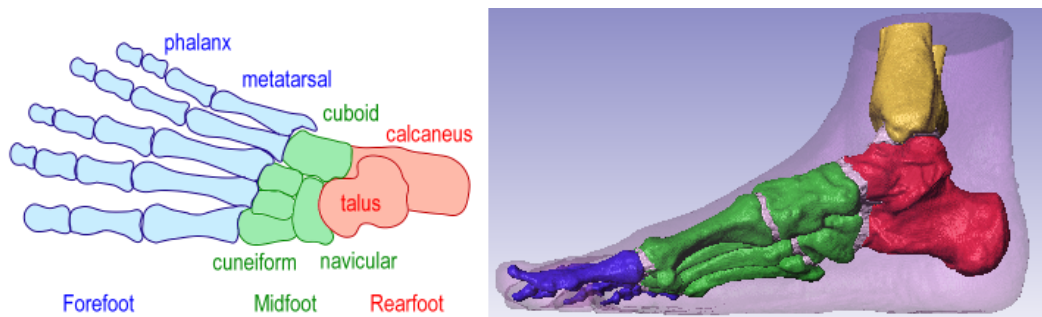 phalanx
metatarsal
cuboid
calcaneus
talus
cuneiform navicular
Forefoot Midfoot Rearfoot